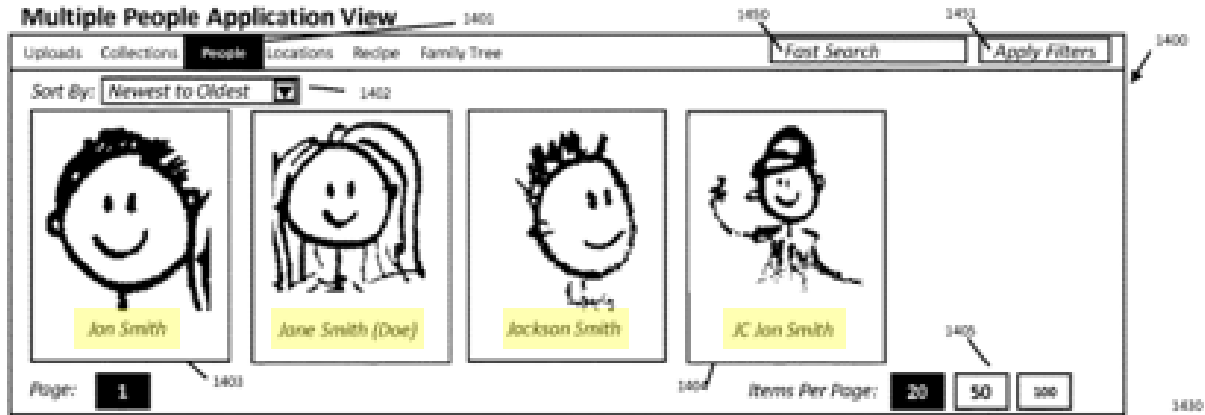 Multiple People Application View
1401
1450
1451
1400
Uploads Collections People Locations Recipe Family Tree
Fast Search
Apply Filters
Sort By: Newest to Oldest
1402
Jon Smith
Jane Smith (Doe)
Jackson Smith
JC Jon Smith
1403
1404
1405
Page: 1
Items Per Page: 20 50 100
1430